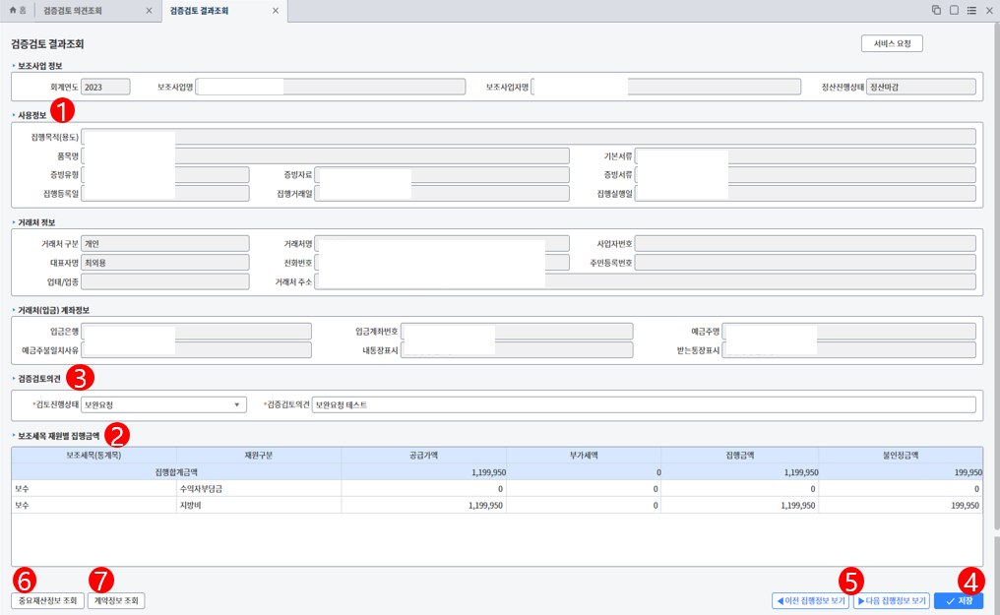 홈 검증검토 의견조회 × 검증검토 결과조회 ×
검증검토 결과조회 서비스 요청
보조사업 정보
회계연도 2023 보조사업명 보조사업자명 정산진행상태 정산마감
사용정보 1
집행목적(용도)
품목명 기본서류
증빙유형 증빙자료 증빙서류
집행등록일 집행거래일 집행실행일
거래처 정보
거래처 구분 개인 거래처명 사업자번호
대표자명 최외용 전화번호 주민등록번호
업태/업종 거래처 주소
거래처(입금) 계좌정보
입금은행 입금계좌번호 예금주명
예금주불일치사유 내통장표시 받는통장표시
검증검토의견 3
*검토진행상태 보완요청 *검증검토의견 보완요청 테스트
보조세목 재원별 집행금액 2
보조세목(통계목) 재원구분 공급가액 부가세액 집행금액 불인정금액
집행합계금액 1,199,950 0 1,199,950 199,950
보수 수익자부담금 0 0 0 0
보수 지방비 1,199,950 0 1,199,950 199,950
6 7 5 4
중요재산정보 조회 계약정보 조회 ◀이전 집행정보 보기 ▶다음 집행정보 보기 ✓ 저장